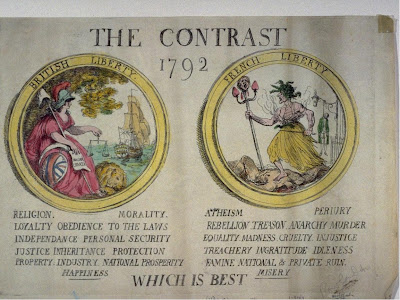 THE CONTRAST
1792
BRITISH LIBERTY
RELIGION. MORALITY.
LOYALTY OBEDIENCE TO THE LAWS
INDEPENDANCE PERSONAL SECURITY
JUSTICE INHERITANCE PROTECTION
PROPERTY. INDUSTRY. NATIONAL PROSPERITY
HAPPINESS
FRENCH LIBERTY
ATHEISM PERJURY
REBELLION. TREASON. ANARCHY. MURDER
EQUALITY. MADNESS. CRUELTY. INJUSTICE
TREACHERY INGRATITUDE IDLENESS
FAMINE NATIONAL & PRIVATE RUIN.
MISERY
WHICH IS BEST